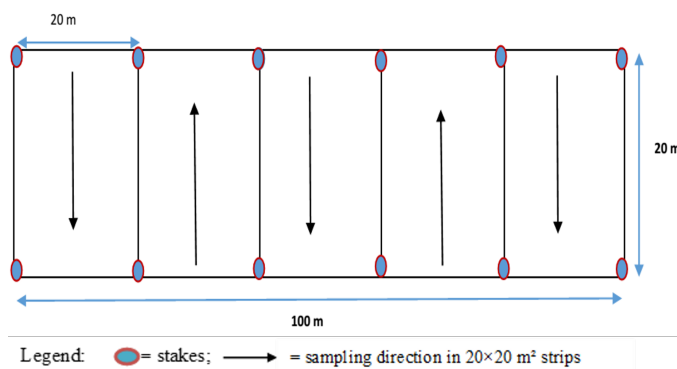 20 m
20 m
100 m
Legend: = stakes; = sampling direction in 20×20 m² strips